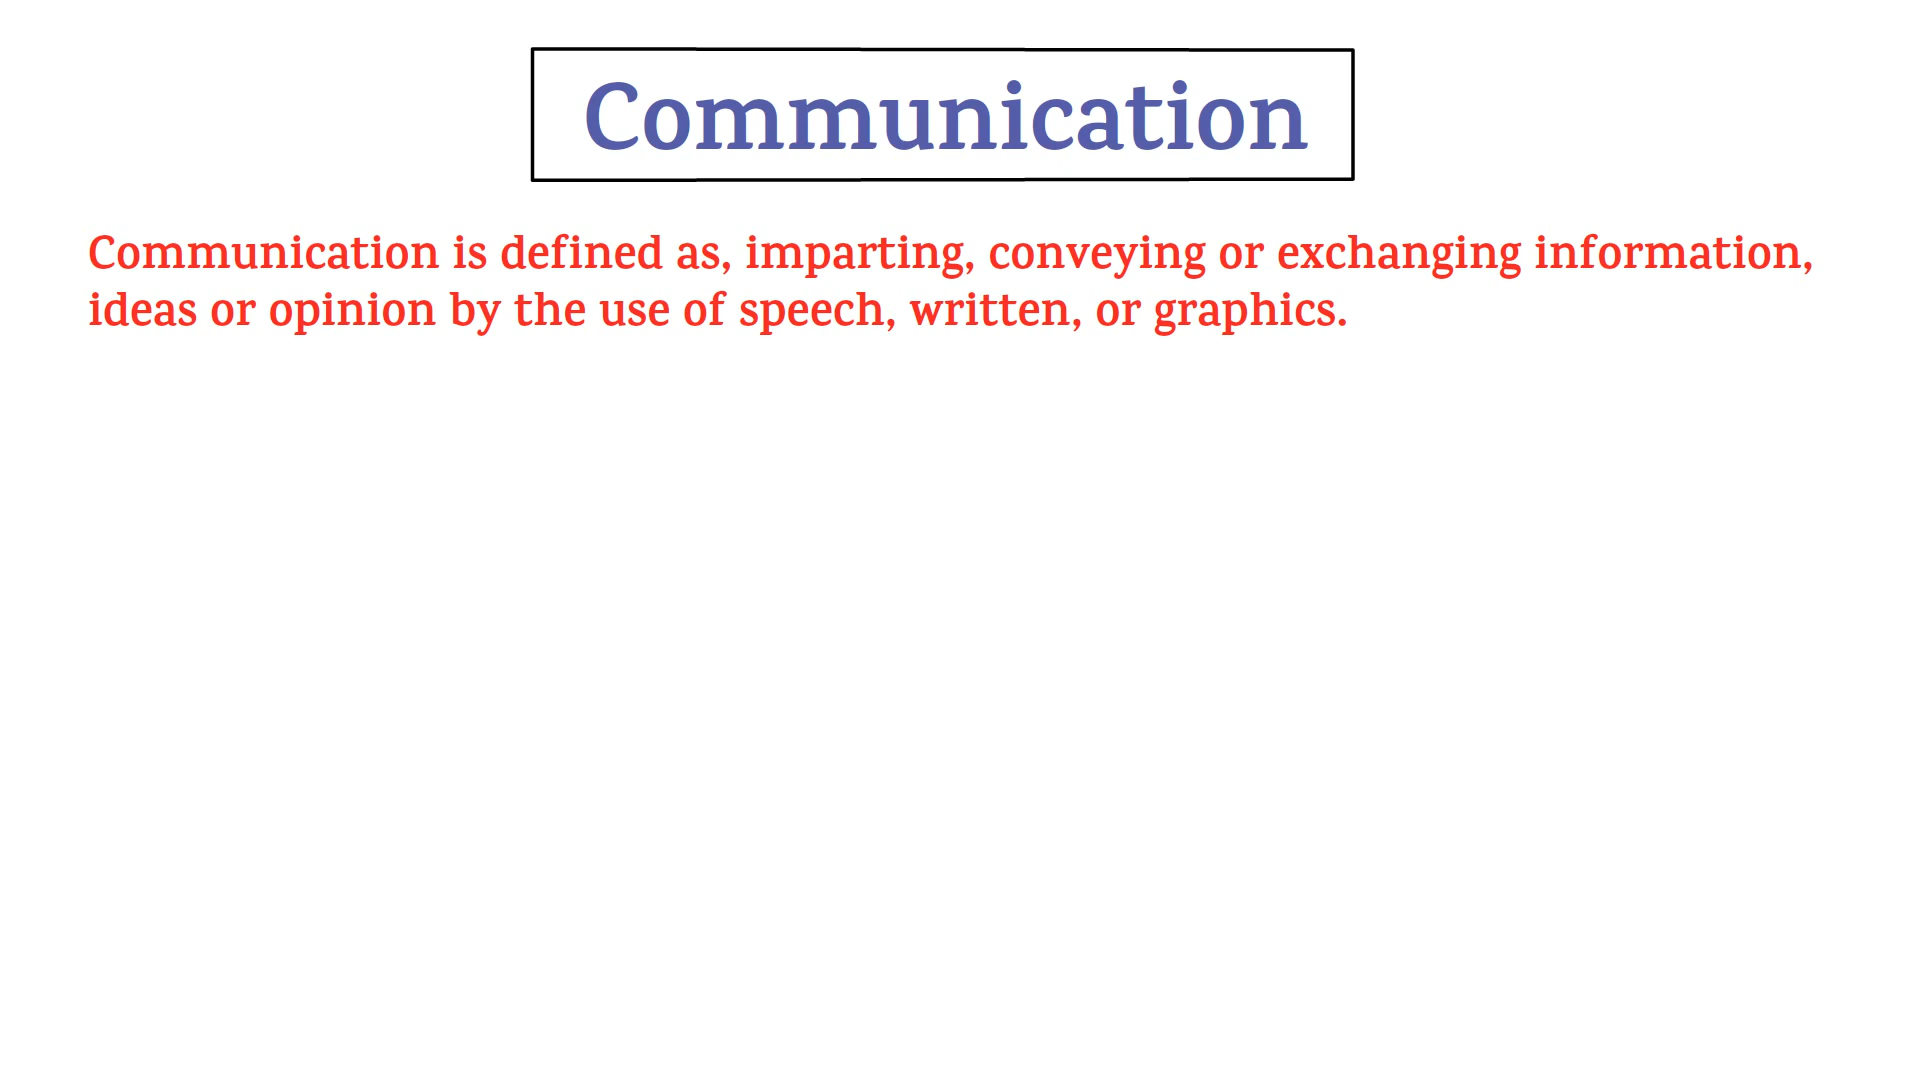 Communication
Communication is defined as, imparting, conveying or exchanging information,
ideas or opinion by the use of speech, written, or graphics.